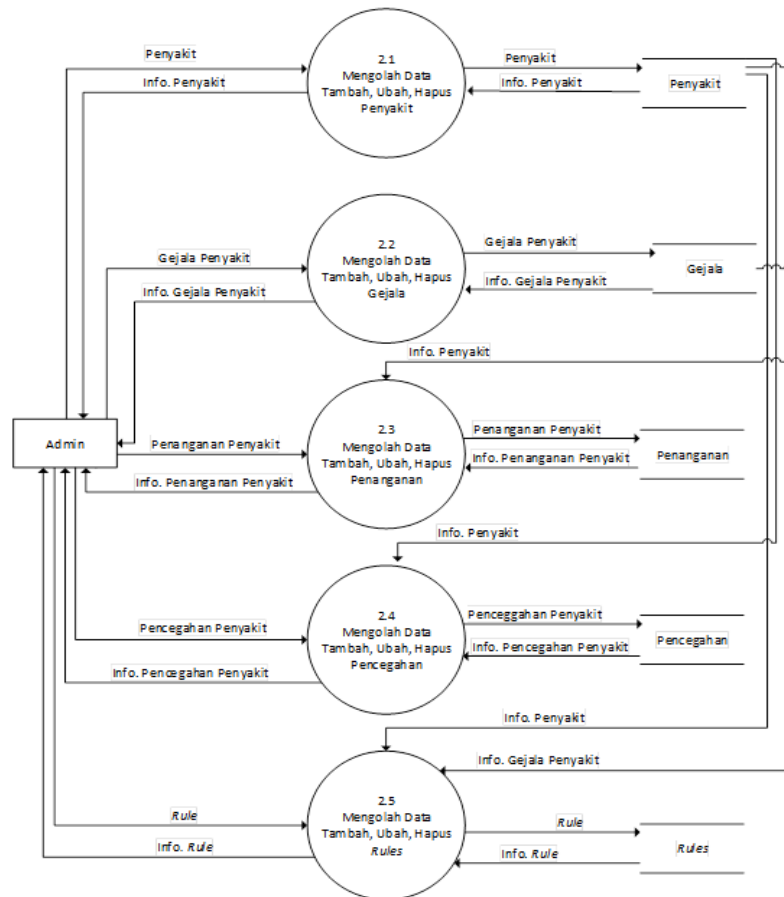 Penyakit
Info. Penyakit
2.1
Mengolah Data
Tambah, Ubah, Hapus
Penyakit
Penyakit
Info. Penyakit
Penyakit
Gejala Penyakit
Info. Gejala Penyakit
2.2
Mengolah Data
Tambah, Ubah, Hapus
Gejala
Gejala Penyakit
Info. Gejala Penyakit
Gejala
Info. Penyakit
Admin
Penanganan Penyakit
Info. Penanganan Penyakit
2.3
Mengolah Data
Tambah, Ubah, Hapus
Penanganan
Penanganan Penyakit
Info. Penanganan Penyakit
Penanganan
Info. Penyakit
Pencegahan Penyakit
Info. Pencegahan Penyakit
2.4
Mengolah Data
Tambah, Ubah, Hapus
Pencegahan
Penceggahan Penyakit
Info. Pencegahan Penyakit
Pencegahan
Info. Penyakit
Info. Gejala Penyakit
Rule
Info. Rule
2.5
Mengolah Data
Tambah, Ubah, Hapus
Rules
Rule
Info. Rule
Rules